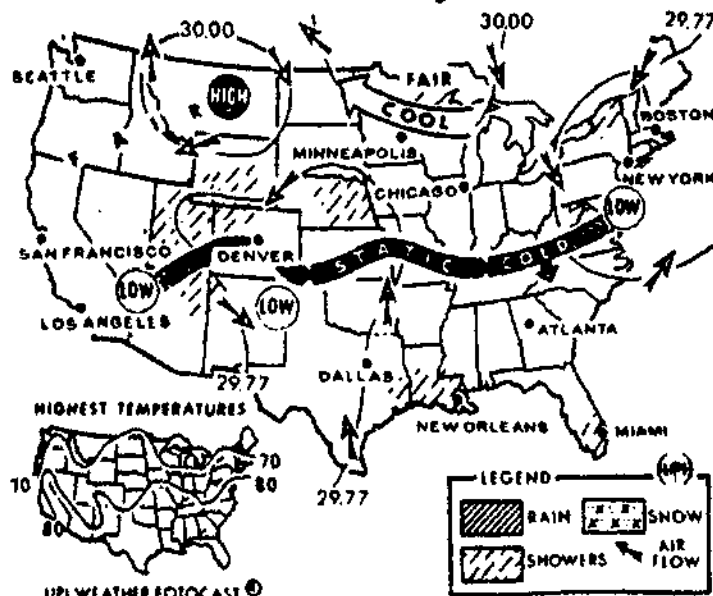 30.00
30.00
29.77
SEATTLE
HIGH
FAIR
COOL
BOSTON
MINNEAPOLIS
NEW YORK
CHICAGO
LOW
SAN FRANCISCO
DENVER
STATIC
COLD
LOW
LOW
LOS ANGELES
ATLANTA
DALLAS
29.77
NEW ORLEANS
MIAMI
29.77
HIGHEST TEMPERATURES
70
70
80
80
UPI WEATHER FOTOCAST
LEGEND
UPI
RAIN
SNOW
SHOWERS
AIR
FLOW